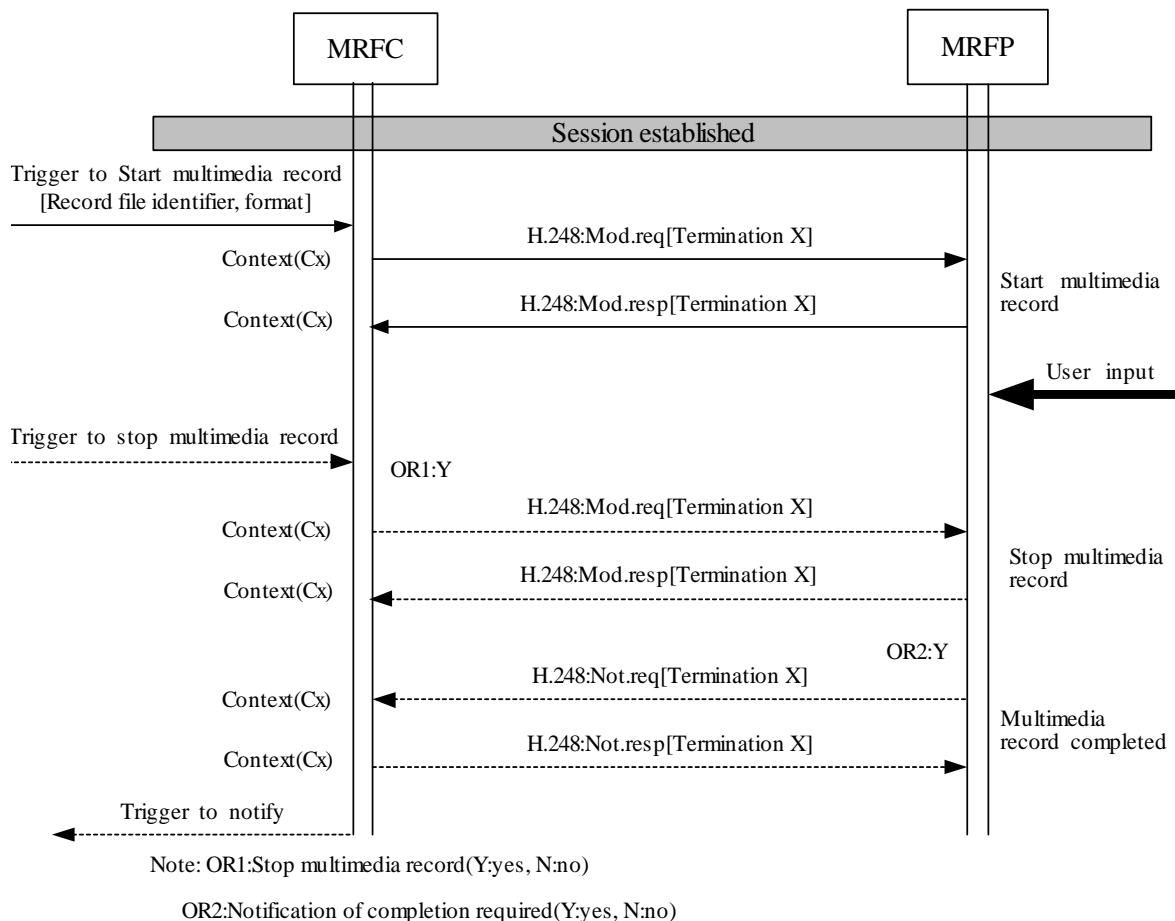 MRFC
MRFP
Session established
Trigger to Start multimedia record
[Record file identifier, format]
H.248:Mod.req[Termination X]
Context(Cx)
Start multimedia
record
H.248:Mod.resp[Termination X]
Context(Cx)
User input
Trigger to stop multimedia record
OR1:Y
H.248:Mod.req[Termination X]
Context(Cx)
Stop multimedia
record
H.248:Mod.resp[Termination X]
Context(Cx)
OR2:Y
H.248:Not.req[Termination X]
Context(Cx)
Multimedia
record completed
H.248:Not.resp[Termination X]
Context(Cx)
Trigger to notify
Note: OR1:Stop multimedia record(Y:yes, N:no)
OR2:Notification of completion required(Y:yes, N:no)